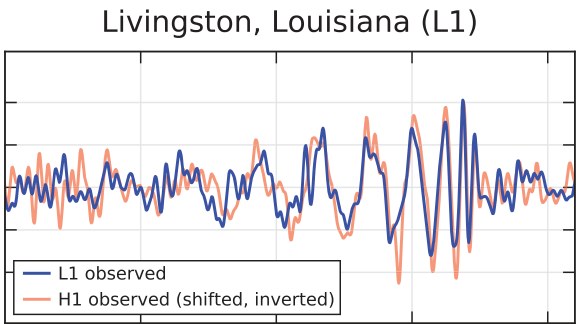 Livingston, Louisiana (L1)
L1 observed
H1 observed (shifted, inverted)